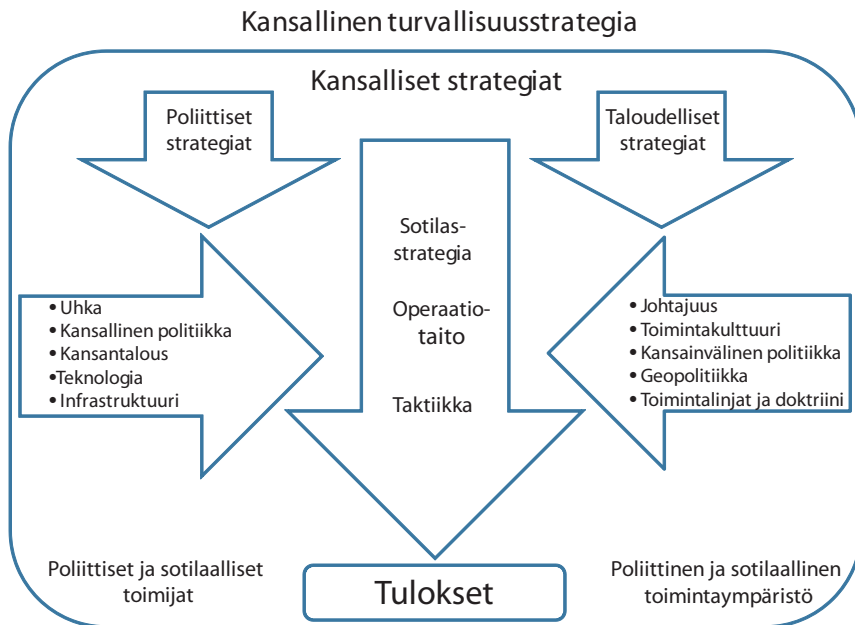 Kansallinen turvallisuusstrategia
Kansalliset strategiat
Poliittiset
strategiat
Taloudelliset
strategiat
Sotilas-
strategia
Operaatio-
taito
Taktiikka
• Uhka
• Kansallinen politiikka
• Kansantalous
•Teknologia
• Infrastruktuuri
• Johtajuus
• Toimintakulttuuri
• Kansainvälinen politiikka
• Geopolitiikka
• Toimintalinjat ja doktriini
Poliittiset ja sotilaalliset
toimijat
Tulokset
Poliittinen ja sotilaallinen
toimintaympäristö